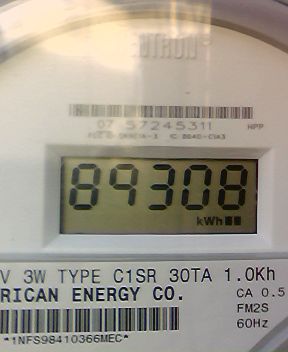 ITRON
07 57245311 HPP
89308
kWh
V 3W TYPE C1SR 30TA 1.0Kh
RICAN ENERGY CO. CA 0.5
FM2S
*1NFS98410366MEC* 60Hz